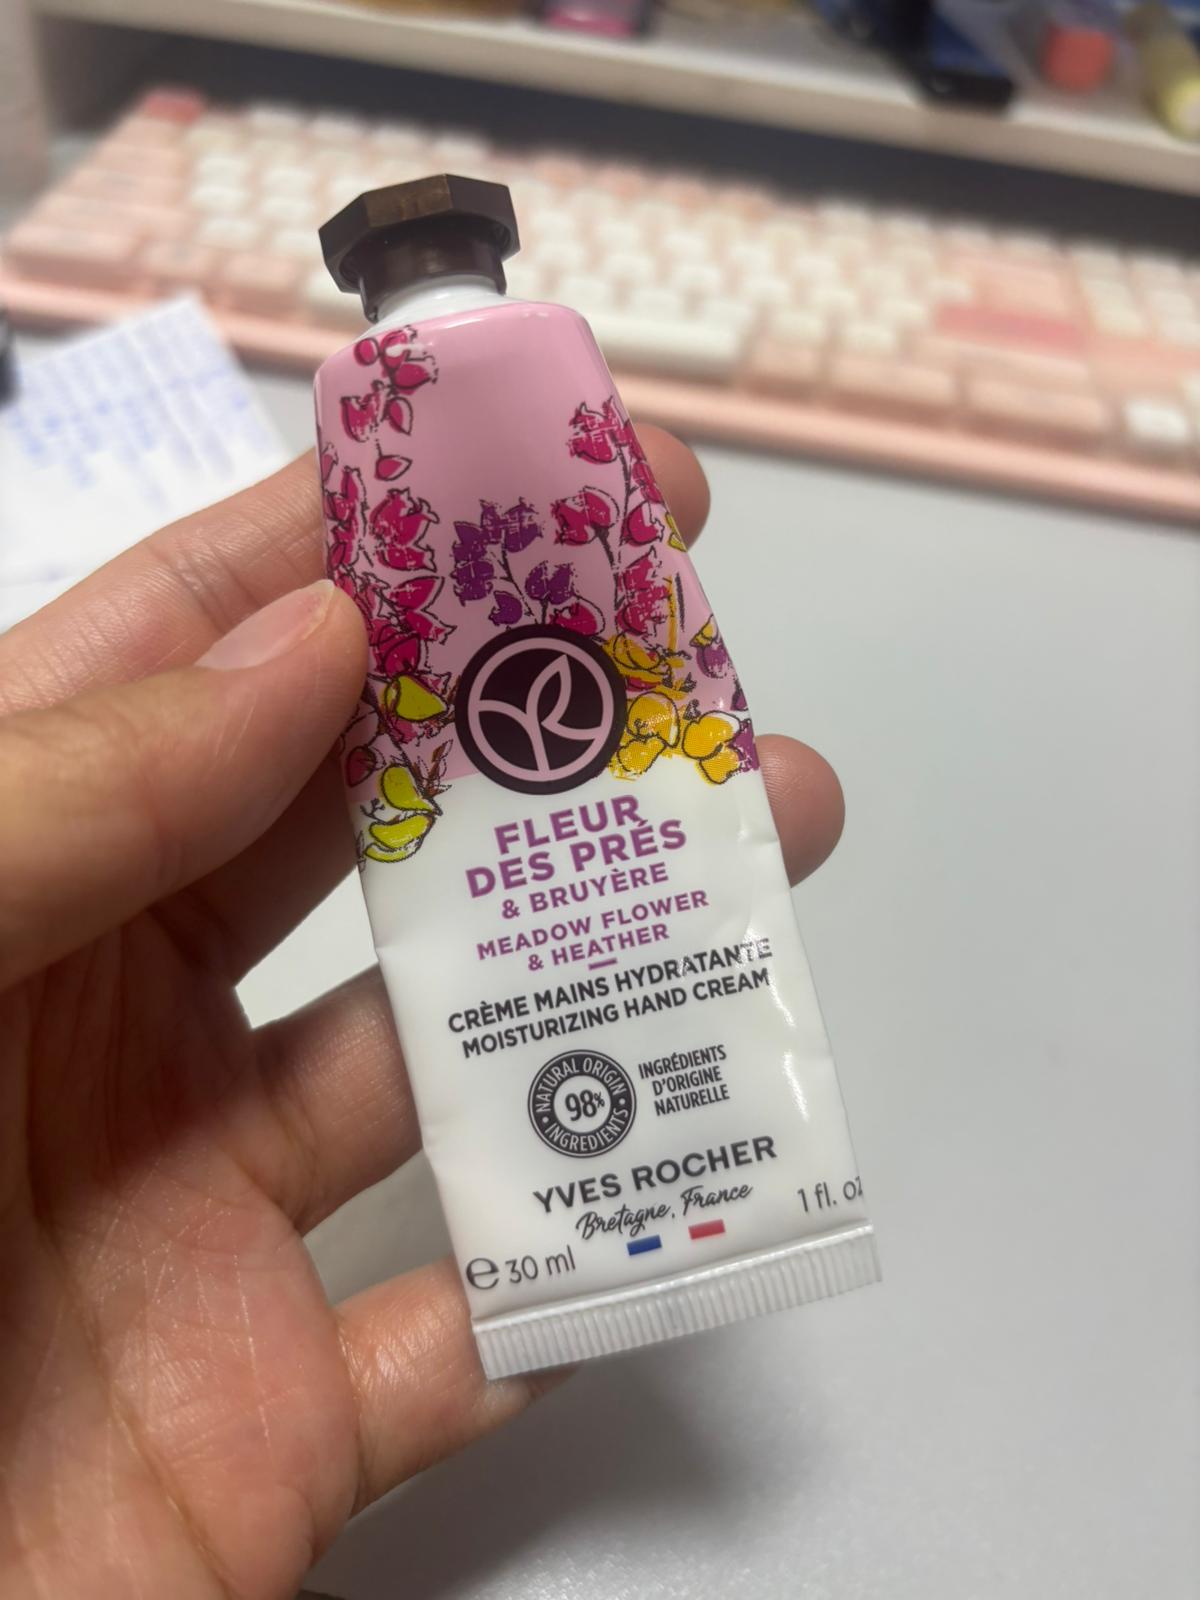 FLEUR
DES PRÉS
& BRUYÈRE
MEADOW FLOWER
& HEATHER
CRÈME MAINS HYDRATANTE
MOISTURIZING HAND CREAM
NATURAL ORIGIN
98%
INGREDIENTS
INGRÉDIENTS
D'ORIGINE
NATURELLE
YVES ROCHER
Bretagne, France
e 30 ml
1 fl. oz